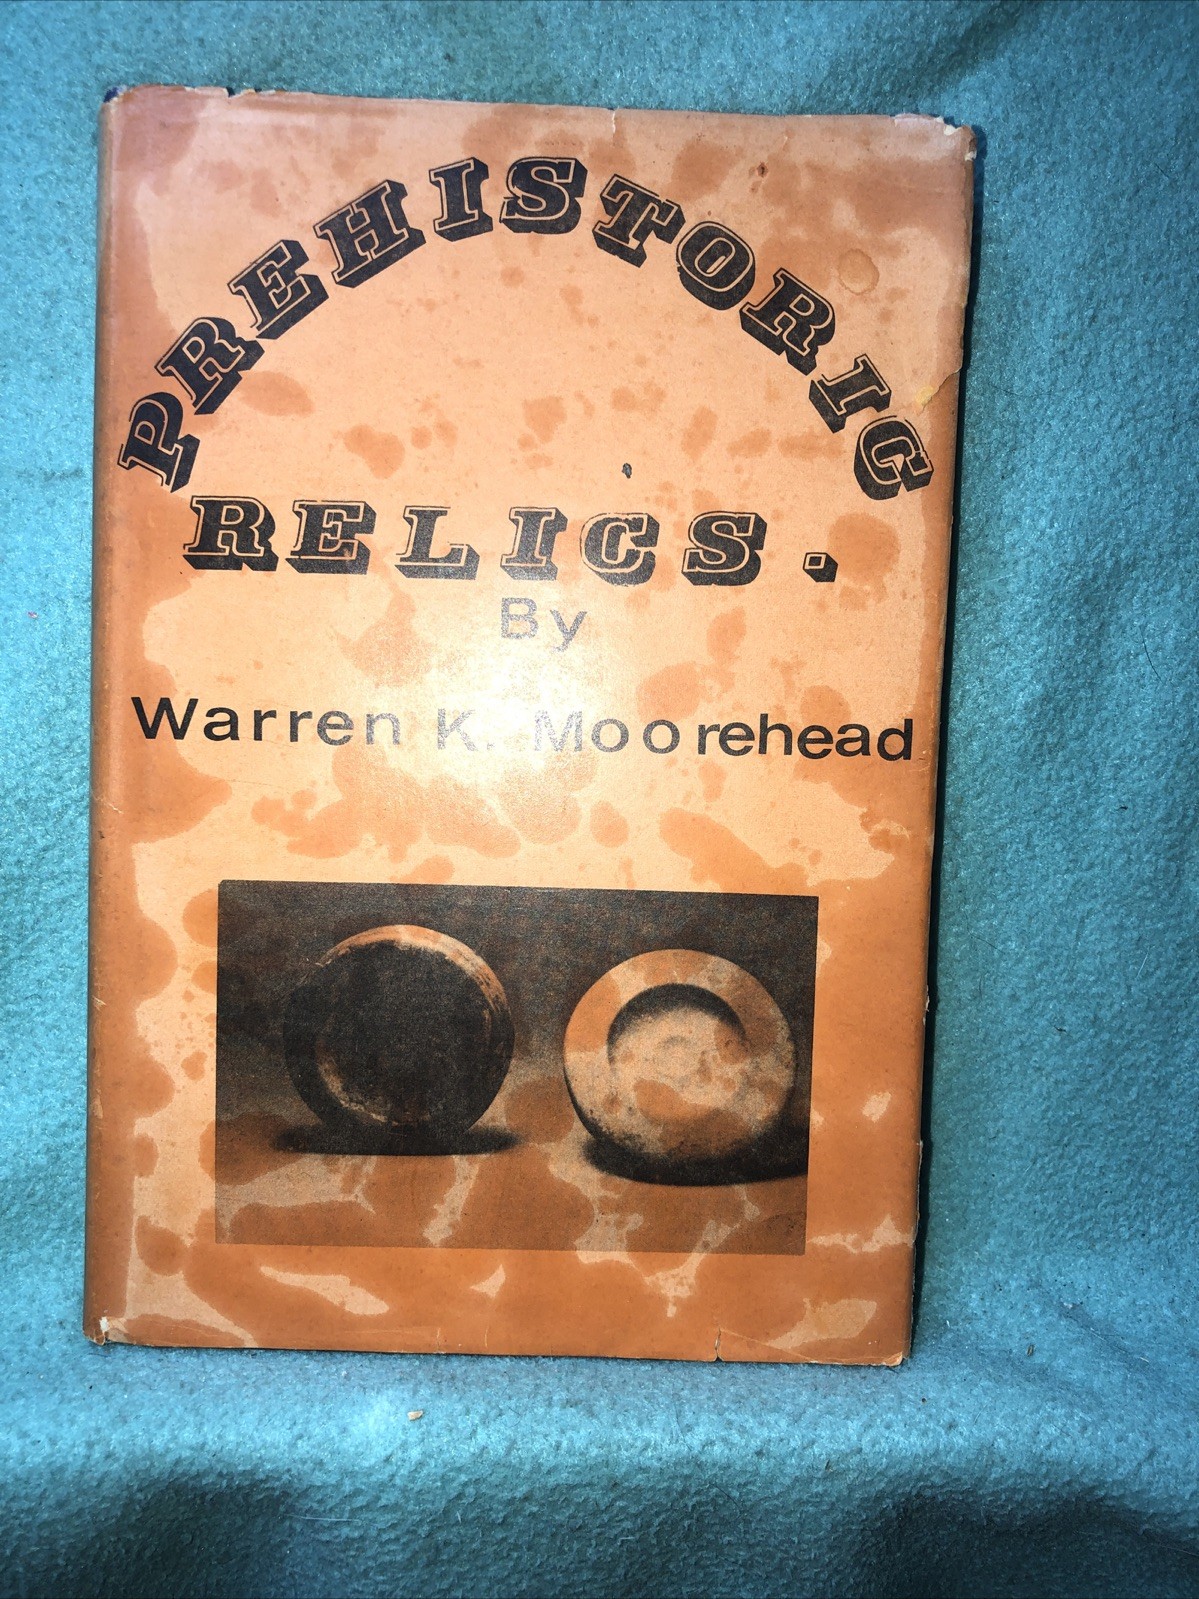 PREHISTORIC
RELICS.
By
Warren K. Moorehead